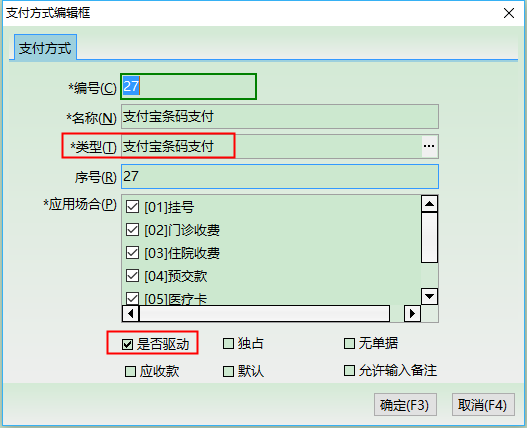 支付方式编辑框
支付方式
*编号(C) 27
*名称(N) 支付宝条码支付
*类型(T) 支付宝条码支付 ...
序号(R) 27
*应用场合(P) [01]挂号
[02]门诊收费
[03]住院收费
[04]预交款
[05]医疗卡
是否驱动 独占 无单据
应收款 默认 允许输入备注
确定(F3) 取消(F4)